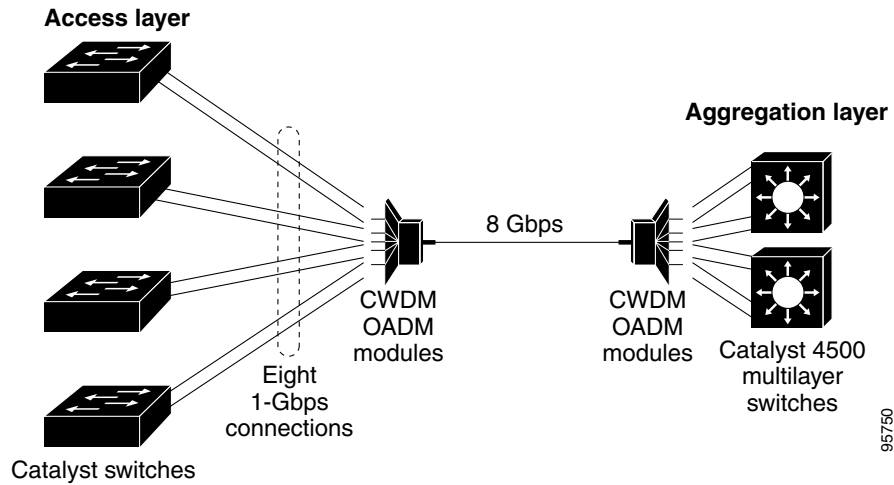 Access layer
Aggregation layer
8 Gbps
CWDM
OADM
modules
CWDM
OADM
modules
Catalyst 4500
multilayer
switches
Eight
1-Gbps
connections
Catalyst switches
95750